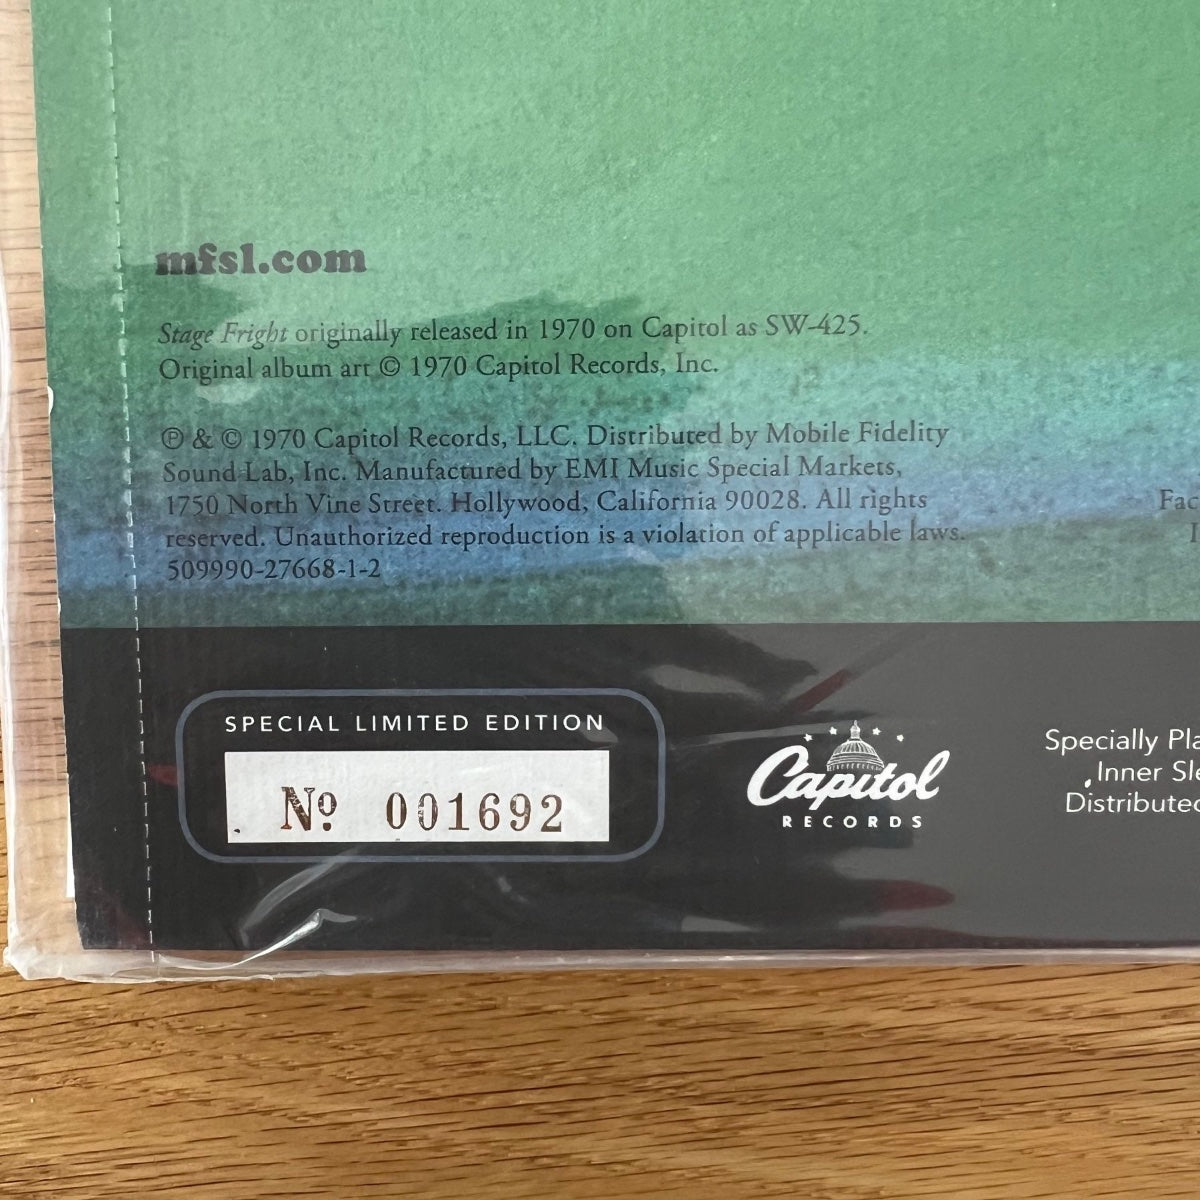 mfsl.com
Stage Fright originally released in 1970 on Capitol as SW-425.
Original album art © 1970 Capitol Records, Inc.
℗ & © 1970 Capitol Records, LLC. Distributed by Mobile Fidelity
Sound Lab, Inc. Manufactured by EMI Music Special Markets,
1750 North Vine Street. Hollywood, California 90028. All rights
reserved. Unauthorized reproduction is a violation of applicable laws.
509990-27668-1-2
SPECIAL LIMITED EDITION
Nº 001692
Capitol
RECORDS
Specially
Inner
Distributed